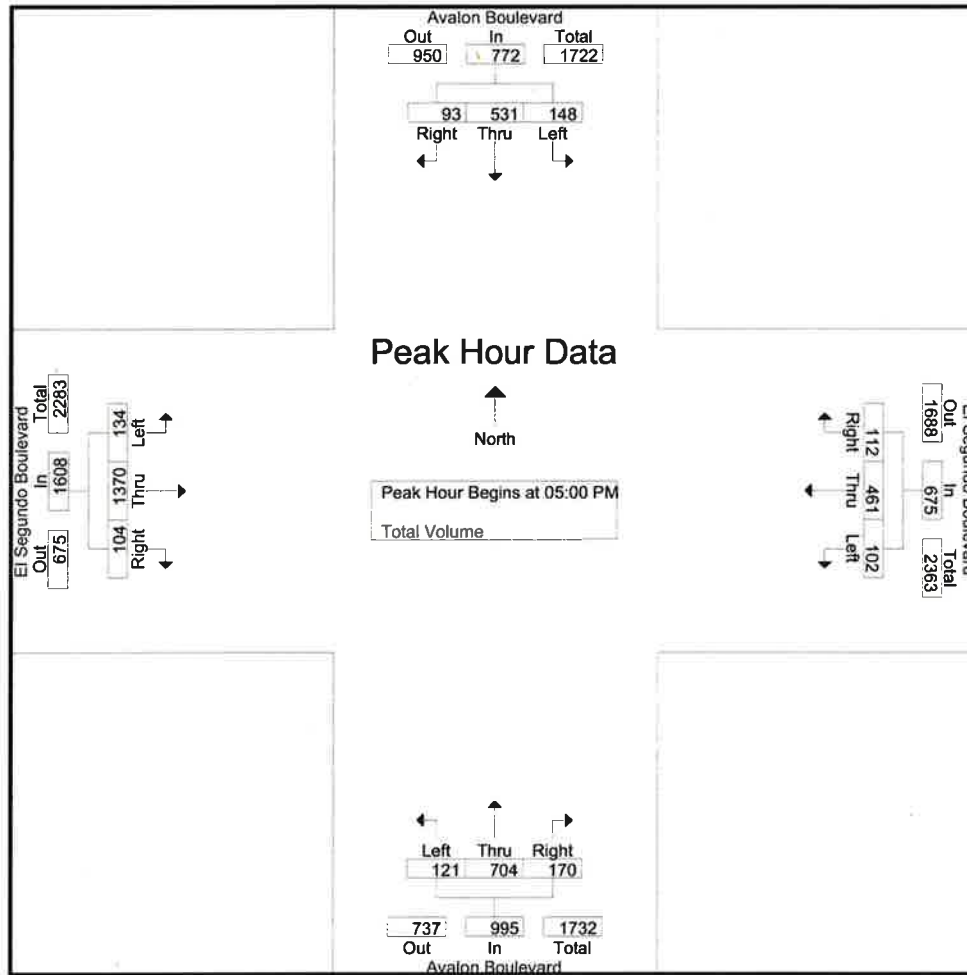 Avalon Boulevard
Out In Total
950 772 1722
93 531 148
Right Thru Left
Peak Hour Data
North
Peak Hour Begins at 05:00 PM
Total Volume
El Segundo Boulevard
Out In Total
675 1608 2283
Right Thru Left
104 1370 134
El Segundo Boulevard
Out In Total
1688 675 2363
Right Thru Left
112 461 102
Left Thru Right
121 704 170
737 995 1732
Out In Total
Avalon Boulevard